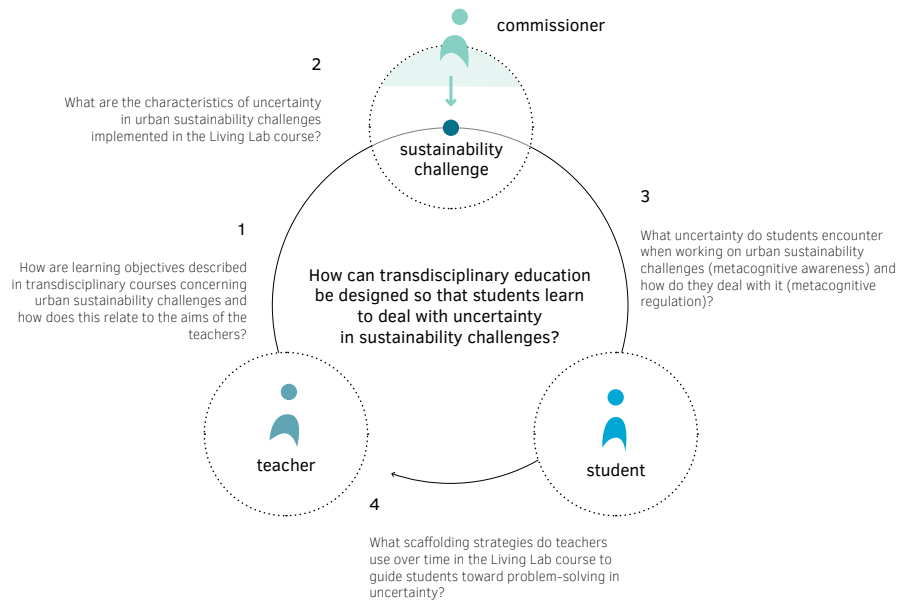 commissioner
2
What are the characteristics of uncertainty
in urban sustainability challenges
implemented in the Living Lab course?
sustainability
challenge
3
What uncertainty do students encounter
when working on urban sustainability
challenges (metacognitive awareness) and
how do they deal with it (metacognitive
regulation)?
1
How are learning objectives described
in transdisciplinary courses concerning
urban sustainability challenges and
how does this relate to the aims of the
teachers?
How can transdisciplinary education
be designed so that students learn
to deal with uncertainty
in sustainability challenges?
teacher
student
4
What scaffolding strategies do teachers
use over time in the Living Lab course to
guide students toward problem-solving in
uncertainty?